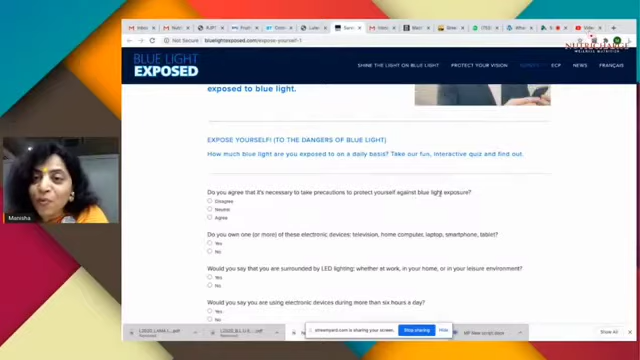 Not Secure
bluelightexposed.com/expose-yourself-1
NUTRICHARGE
BLUE LIGHT
EXPOSED
SHINE THE LIGHT ON BLUE LIGHT
PROTECT YOUR VISION
ECP
NEWS
FRANÇAIS
exposed to blue light.
EXPOSE YOURSELF! (TO THE DANGERS OF BLUE LIGHT)
How much blue light are you exposed to on a daily basis? Take our fun, interactive quiz and find out.
Do you agree that it's necessary to take precautions to protect yourself against blue light exposure?
Disagree
Neutral
Agree
Do you own one (or more) of these electronic devices: television, home computer, laptop, smartphone, tablet?
Yes
No
Would you say that you are surrounded by LED lighting: whether at work, in your home, or in your leisure environment?
Yes
No
Would you say you are using electronic devices during more than six hours a day?
Yes
No
Manisha
streamyard.com is sharing your screen.
Stop sharing
Hide
Show All